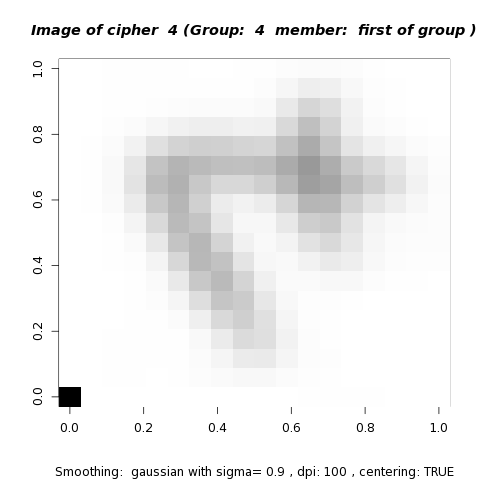 Image of cipher 4 (Group: 4 member: first of group )
1.0
0.8
0.6
0.4
0.2
0.0
0.0 0.2 0.4 0.6 0.8 1.0
Smoothing: gaussian with sigma= 0.9 , dpi: 100 , centering: TRUE